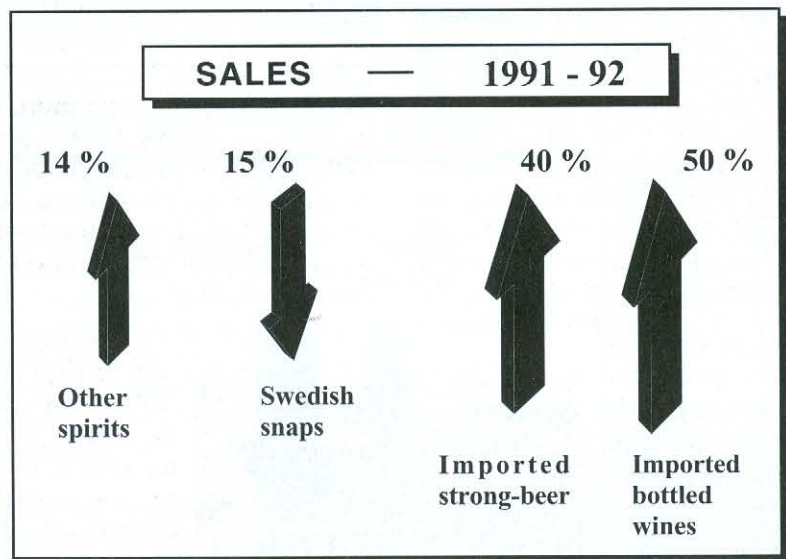 SALES — 1991 - 92
14 % 15 % 40 % 50 %
Other
spirits
Swedish
snaps
Imported
strong-beer
Imported
bottled
wines